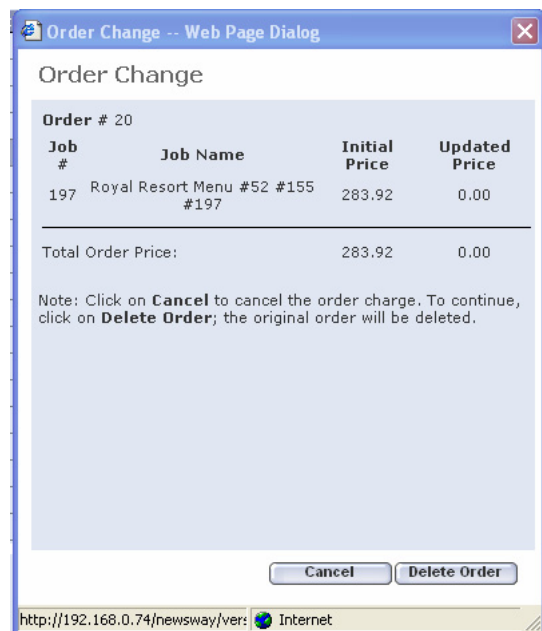 Order Change -- Web Page Dialog
Order Change
Order # 20
Job # Job Name Initial Price Updated Price
197 Royal Resort Menu #52 #155 #197 283.92 0.00
Total Order Price: 283.92 0.00
Note: Click on Cancel to cancel the order charge. To continue,
click on Delete Order; the original order will be deleted.
Cancel Delete Order
http://192.168.0.74/newsway/vers Internet